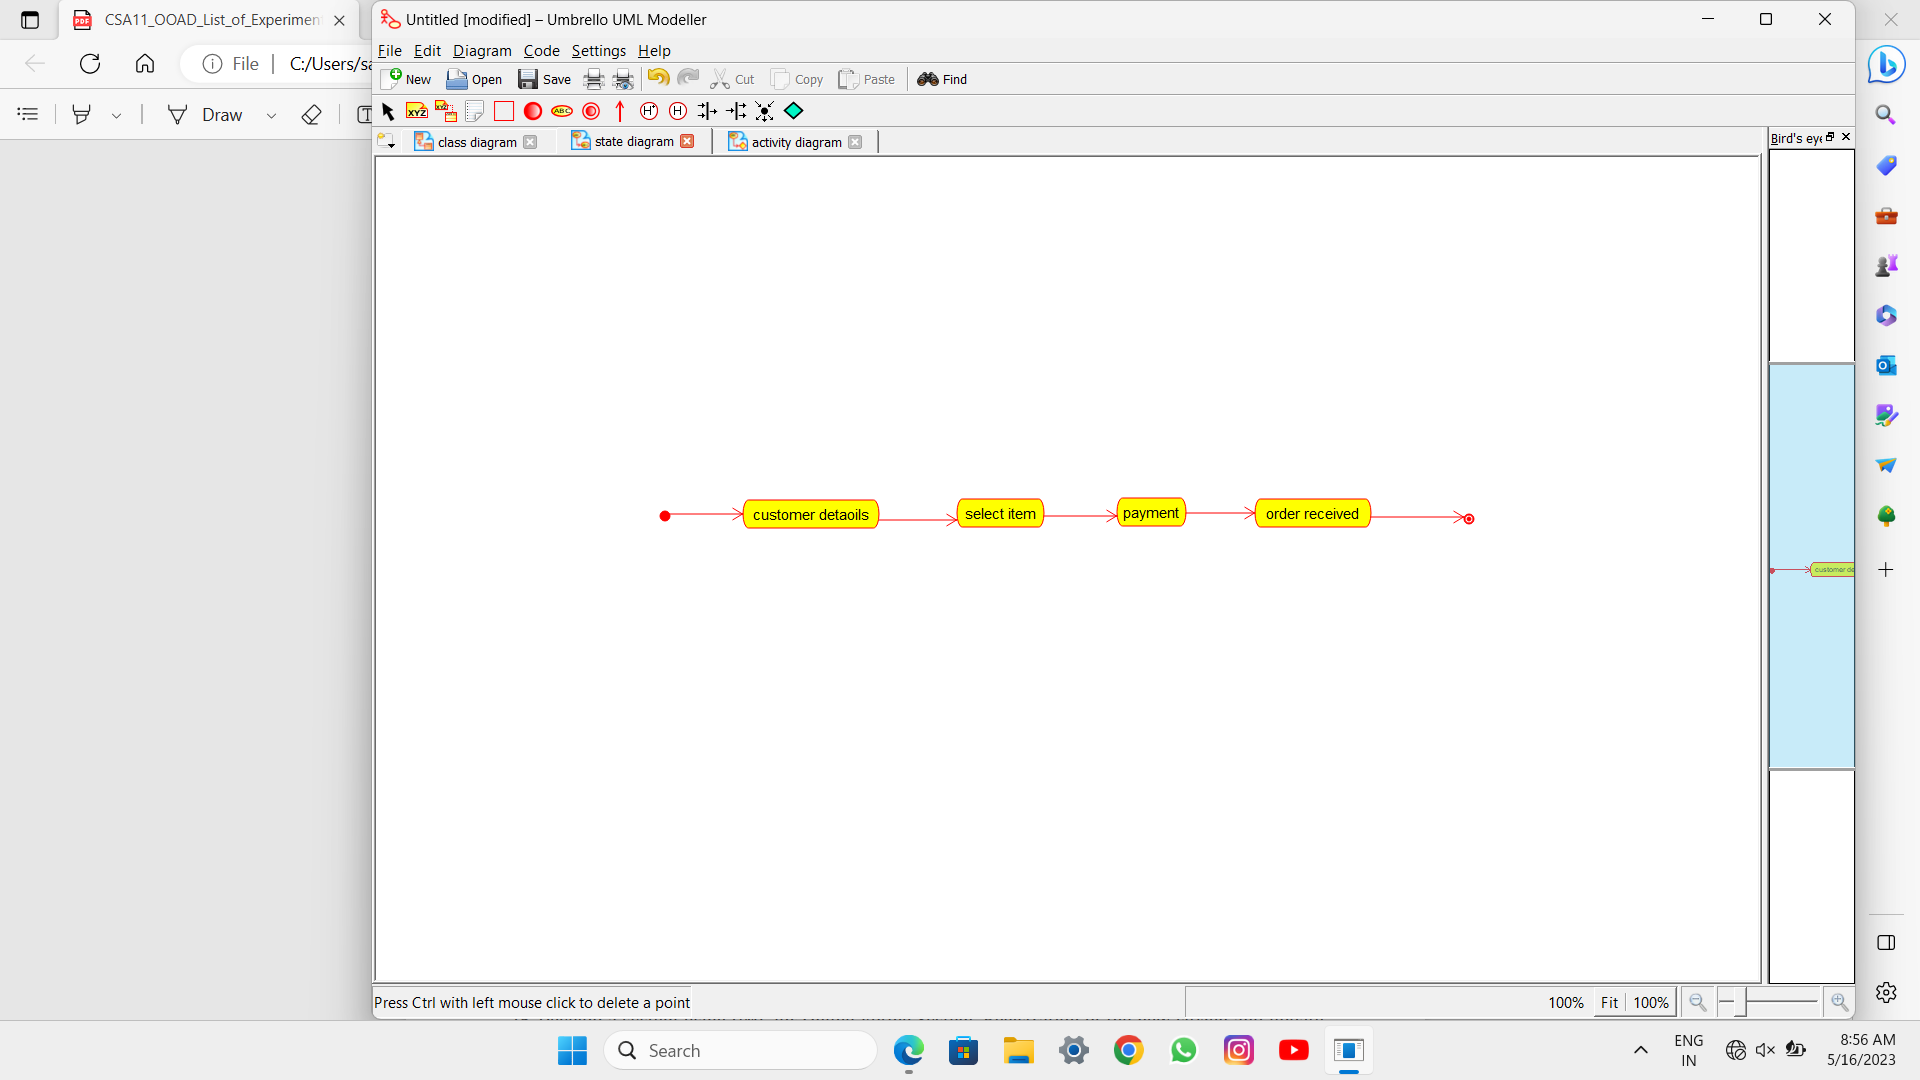 CSA11_OOAD_List_of_Experimen
Untitled [modified] – Umbrello UML Modeller
File
C:/Users/sa
File Edit Diagram Code Settings Help
New Open Save Cut Copy Paste Find
Draw
XYZ XYZ ABC H* H
class diagram state diagram activity diagram
Bird's eye
customer detaoils select item payment order received
customer de
Press Ctrl with left mouse click to delete a point
100% Fit 100%
Search
ENG
IN
8:56 AM
5/16/2023